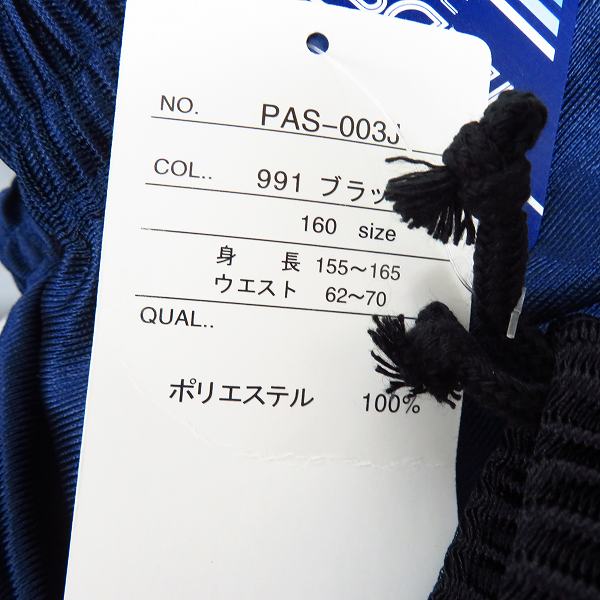 NO. PAS-003J
COL.. 991 ブラッ
160 size
身長 155～165
ウエスト 62～70
QUAL..
ポリエステル 100%